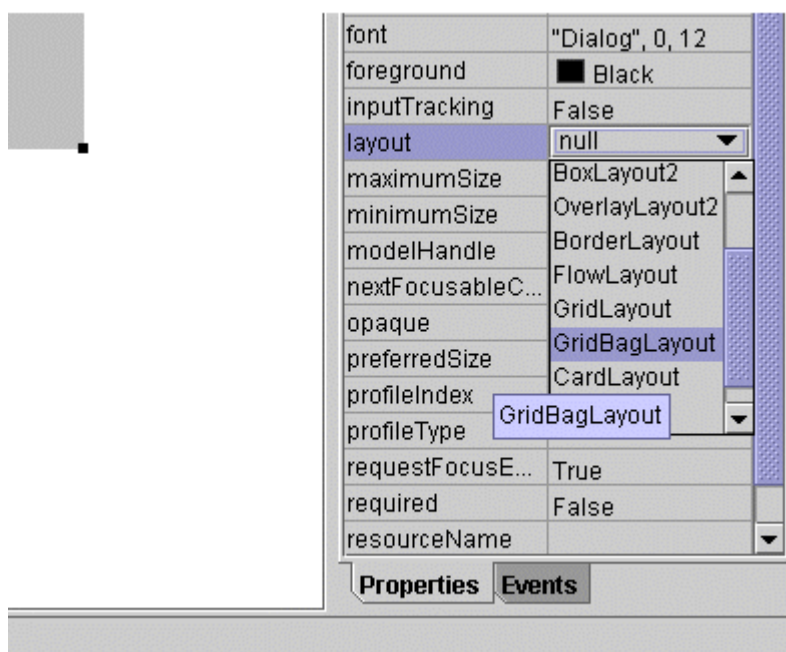 font "Dialog", 0, 12
foreground Black
inputTracking False
layout null
maximumSize BoxLayout2
minimumSize OverlayLayout2
modelHandle BorderLayout
nextFocusableC... FlowLayout
opaque GridLayout
preferredSize GridBagLayout
profileIndex CardLayout
profileType GridBagLayout
requestFocusE... True
required False
resourceName
Properties Events